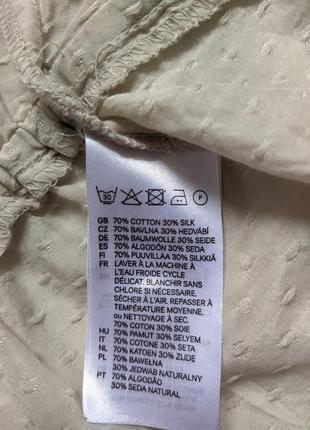 30 P
GB 70% COTTON 30% SILK
CZ 70% BAVLNA 30% HEDVÁBÍ
DE 70% BAUMWOLLE 30% SEIDE
ES 70% ALGODÓN 30% SEDA
FI 70% PUUVILLAA 30% SILKKIÄ
FR LAVER À LA MACHINE À
L'EAU FROIDE CYCLE
DÉLICAT. BLANCHIR SANS
CHLORE SI NÉCESSAIRE.
SÉCHER À L'AIR. REPASSER À
TEMPÉRATURE MOYENNE.
ou NETTOYAGE À SEC.
70% COTON 30% SOIE
HU 70% PAMUT 30% SELYEM
IT 70% COTONE 30% SETA
NL 70% KATOEN 30% ZIJDE
PL 70% BAWEŁNA
30% JEDWAB NATURALNY
PT 70% ALGODÃO
30% SEDA NATURAL